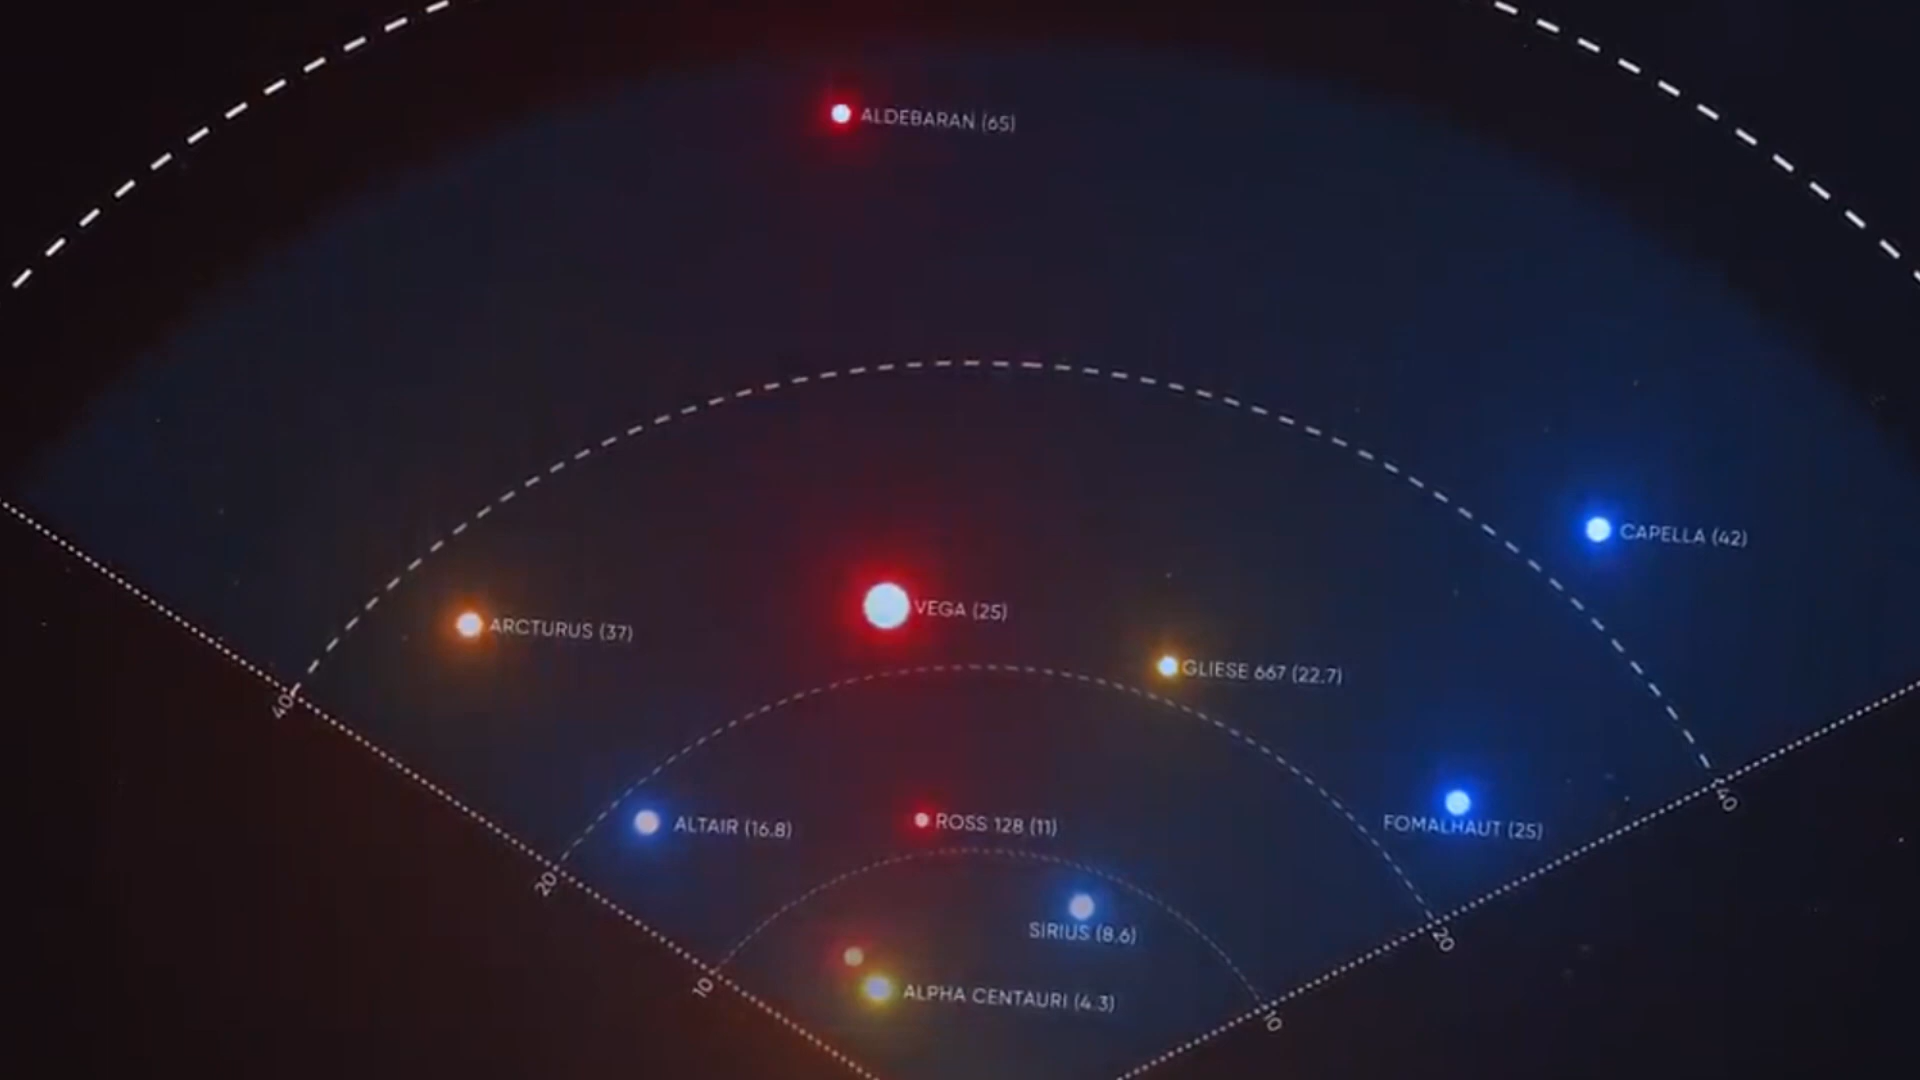 ALDEBARAN (65)
CAPELLA (42)
ARCTURUS (37)
VEGA (25)
GLIESE 667 (22.7)
40
40
ALTAIR (16.8)
ROSS 128 (11)
FOMALHAUT (25)
20
SIRIUS (8.6)
20
10
ALPHA CENTAURI (4.3)
10